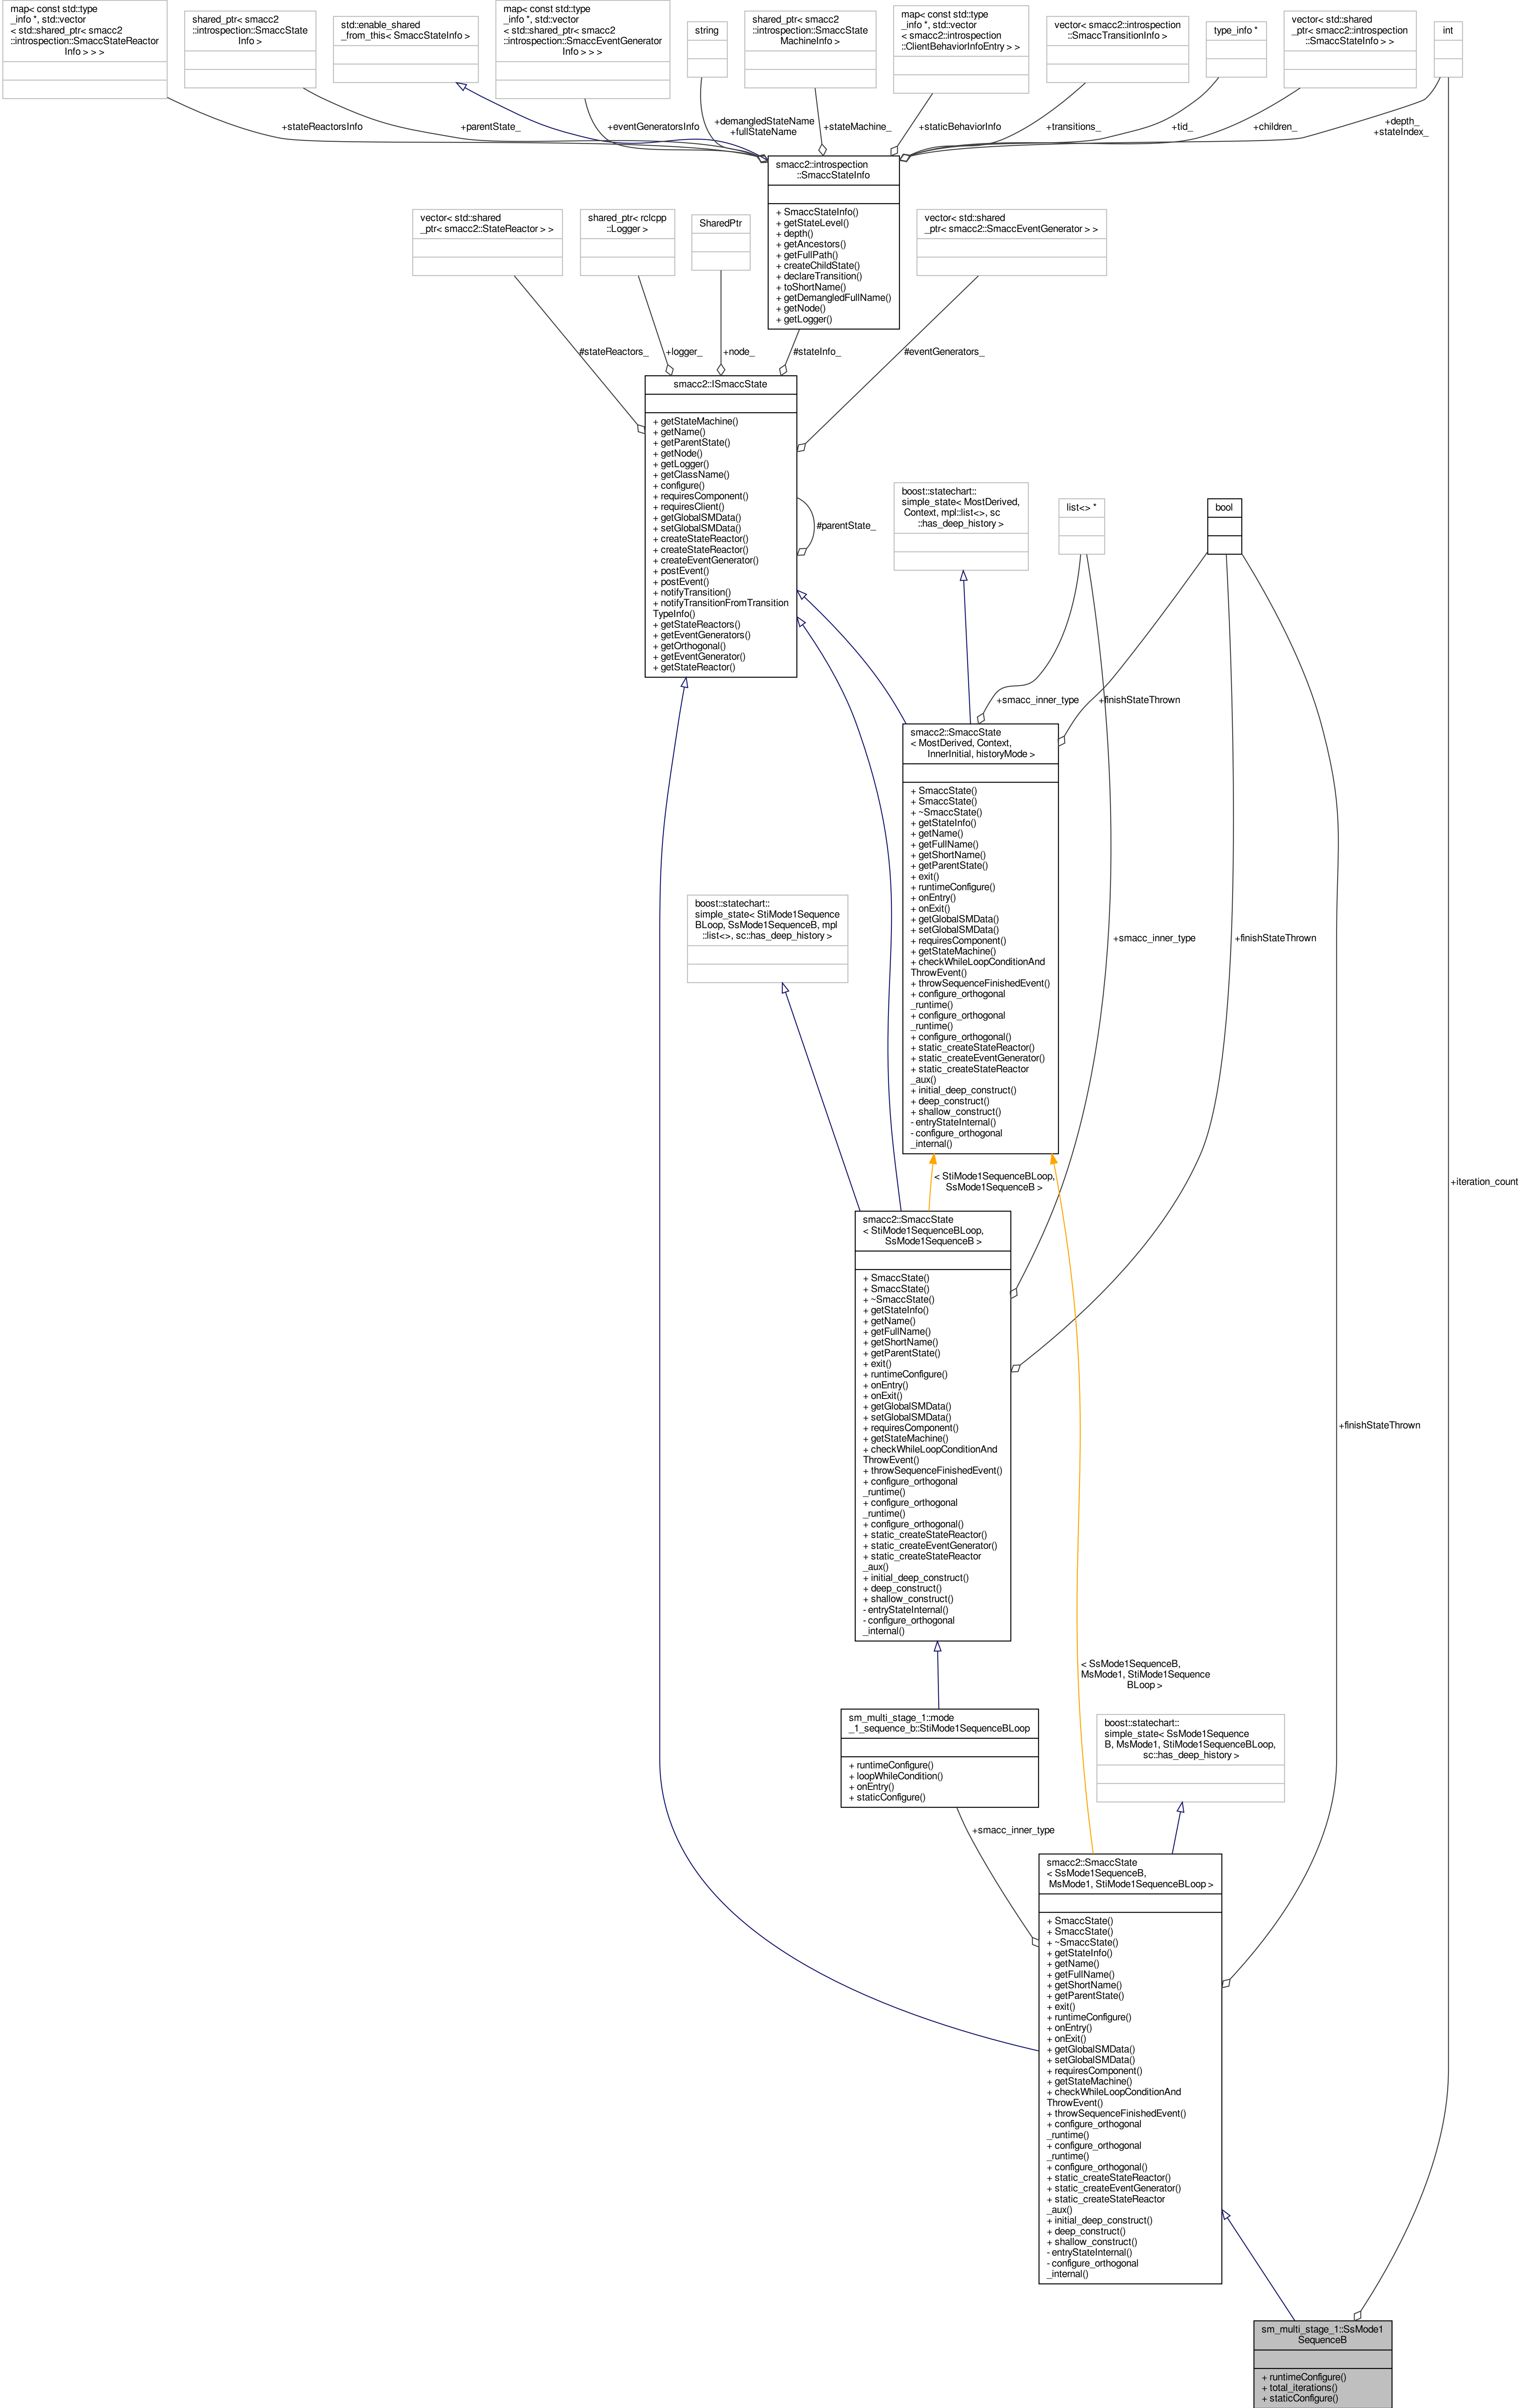 map< const std::type
_info *, std::vector
< std::shared_ptr< smacc2
::introspection::SmaccStateReactor
Info > > >
shared_ptr< smacc2
::introspection::SmaccState
Info >
std::enable_shared
_from_this< SmaccStateInfo >
map< const std::type
_info *, std::vector
< std::shared_ptr< smacc2
::introspection::SmaccEventGenerator
Info > > >
string
shared_ptr< smacc2
::introspection::SmaccState
MachineInfo >
map< const std::type
_info *, std::vector
< smacc2::introspection
::ClientBehaviorInfoEntry > >
vector< smacc2::introspection
::SmaccTransitionInfo >
type_info *
vector< std::shared
_ptr< smacc2::introspection
::SmaccStateInfo > >
int
+stateReactorsInfo
+parentState_
+eventGeneratorsInfo
+demangledStateName
+fullStateName
+stateMachine_
+staticBehaviorInfo
+transitions_
+tid_
+children_
+depth_
+stateIndex_
smacc2::introspection
::SmaccStateInfo
+ SmaccStateInfo()
+ getStateLevel()
+ depth()
+ getAncestors()
+ getFullPath()
+ createChildState()
+ declareTransition()
+ toShortName()
+ getDemangledFullName()
+ getNode()
+ getLogger()
vector< std::shared
_ptr< smacc2::StateReactor > >
shared_ptr< rclcpp
::Logger >
SharedPtr
vector< std::shared
_ptr< smacc2::SmaccEventGenerator > >
#stateReactors_
+logger_
+node_
#stateInfo_
#eventGenerators_
smacc2::ISmaccState
+ getStateMachine()
+ getName()
+ getParentState()
+ getNode()
+ getLogger()
+ getClassName()
+ configure()
+ requiresComponent()
+ requiresClient()
+ getGlobalSMData()
+ setGlobalSMData()
+ createStateReactor()
+ createStateReactor()
+ createEventGenerator()
+ postEvent()
+ postEvent()
+ notifyTransition()
+ notifyTransitionFromTransition
TypeInfo()
+ getStateReactors()
+ getEventGenerators()
+ getOrthogonal()
+ getEventGenerator()
+ getStateReactor()
#parentState_
boost::statechart::
simple_state< MostDerived,
Context, mpl::list<>, sc
::has_deep_history >
list<> *
bool
+smacc_inner_type
+finishStateThrown
smacc2::SmaccState
< MostDerived, Context,
InnerInitial, historyMode >
+ SmaccState()
+ SmaccState()
+ ~SmaccState()
+ getStateInfo()
+ getName()
+ getFullName()
+ getShortName()
+ getParentState()
+ exit()
+ runtimeConfigure()
+ onEntry()
+ onExit()
+ getGlobalSMData()
+ setGlobalSMData()
+ requiresComponent()
+ getStateMachine()
+ checkWhileLoopConditionAnd
ThrowEvent()
+ throwSequenceFinishedEvent()
+ configure_orthogonal
_runtime()
+ configure_orthogonal
_runtime()
+ configure_orthogonal()
+ static_createStateReactor()
+ static_createEventGenerator()
+ static_createStateReactor
_aux()
+ initial_deep_construct()
+ deep_construct()
+ shallow_construct()
- entryStateInternal()
- configure_orthogonal
_internal()
boost::statechart::
simple_state< StiMode1Sequence
BLoop, SsMode1SequenceB, mpl
::list<>, sc::has_deep_history >
+smacc_inner_type
+finishStateThrown
< StiMode1SequenceBLoop,
SsMode1SequenceB >
+iteration_count
smacc2::SmaccState
< StiMode1SequenceBLoop,
SsMode1SequenceB >
+ SmaccState()
+ SmaccState()
+ ~SmaccState()
+ getStateInfo()
+ getName()
+ getFullName()
+ getShortName()
+ getParentState()
+ exit()
+ runtimeConfigure()
+ onEntry()
+ onExit()
+ getGlobalSMData()
+ setGlobalSMData()
+ requiresComponent()
+ getStateMachine()
+ checkWhileLoopConditionAnd
ThrowEvent()
+ throwSequenceFinishedEvent()
+ configure_orthogonal
_runtime()
+ configure_orthogonal
_runtime()
+ configure_orthogonal()
+ static_createStateReactor()
+ static_createEventGenerator()
+ static_createStateReactor
_aux()
+ initial_deep_construct()
+ deep_construct()
+ shallow_construct()
- entryStateInternal()
- configure_orthogonal
_internal()
+finishStateThrown
< SsMode1SequenceB,
MsMode1, StiMode1Sequence
BLoop >
sm_multi_stage_1::mode
_1_sequence_b::StiMode1SequenceBLoop
+ runtimeConfigure()
+ loopWhileCondition()
+ onEntry()
+ staticConfigure()
boost::statechart::
simple_state< SsMode1Sequence
B, MsMode1, StiMode1SequenceBLoop,
sc::has_deep_history >
+smacc_inner_type
smacc2::SmaccState
< SsMode1SequenceB,
MsMode1, StiMode1SequenceBLoop >
+ SmaccState()
+ SmaccState()
+ ~SmaccState()
+ getStateInfo()
+ getName()
+ getFullName()
+ getShortName()
+ getParentState()
+ exit()
+ runtimeConfigure()
+ onEntry()
+ onExit()
+ getGlobalSMData()
+ setGlobalSMData()
+ requiresComponent()
+ getStateMachine()
+ checkWhileLoopConditionAnd
ThrowEvent()
+ throwSequenceFinishedEvent()
+ configure_orthogonal
_runtime()
+ configure_orthogonal
_runtime()
+ configure_orthogonal()
+ static_createStateReactor()
+ static_createEventGenerator()
+ static_createStateReactor
_aux()
+ initial_deep_construct()
+ deep_construct()
+ shallow_construct()
- entryStateInternal()
- configure_orthogonal
_internal()
sm_multi_stage_1::SsMode1
SequenceB
+ runtimeConfigure()
+ total_iterations()
+ staticConfigure()